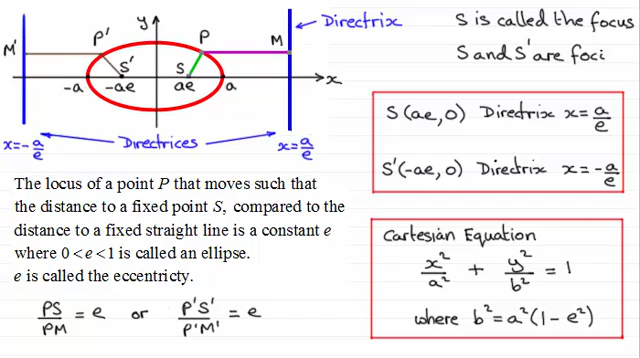 y
Directrix
S is called the focus
M' P' P M
S and S' are foci
S' S
-a -ae ae a x
x = -a/e Directrices x = a/e
S(ae, 0) Directrix x = a/e
S'(-ae, 0) Directrix x = -a/e
The locus of a point P that moves such that
the distance to a fixed point S, compared to the
distance to a fixed straight line is a constant e
where 0 < e < 1 is called an ellipse.
e is called the eccentricty.
PS/PM = e or P'S'/P'M' = e
Cartesian Equation
x²/a² + y²/b² = 1
where b² = a²(1 - e²)